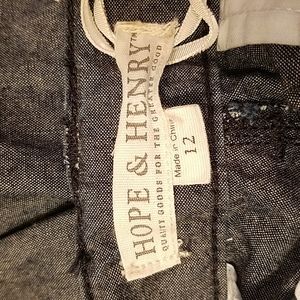 HOPE & HENRY™
QUALITY GOODS FOR THE GREATER GOOD
12
Made in China